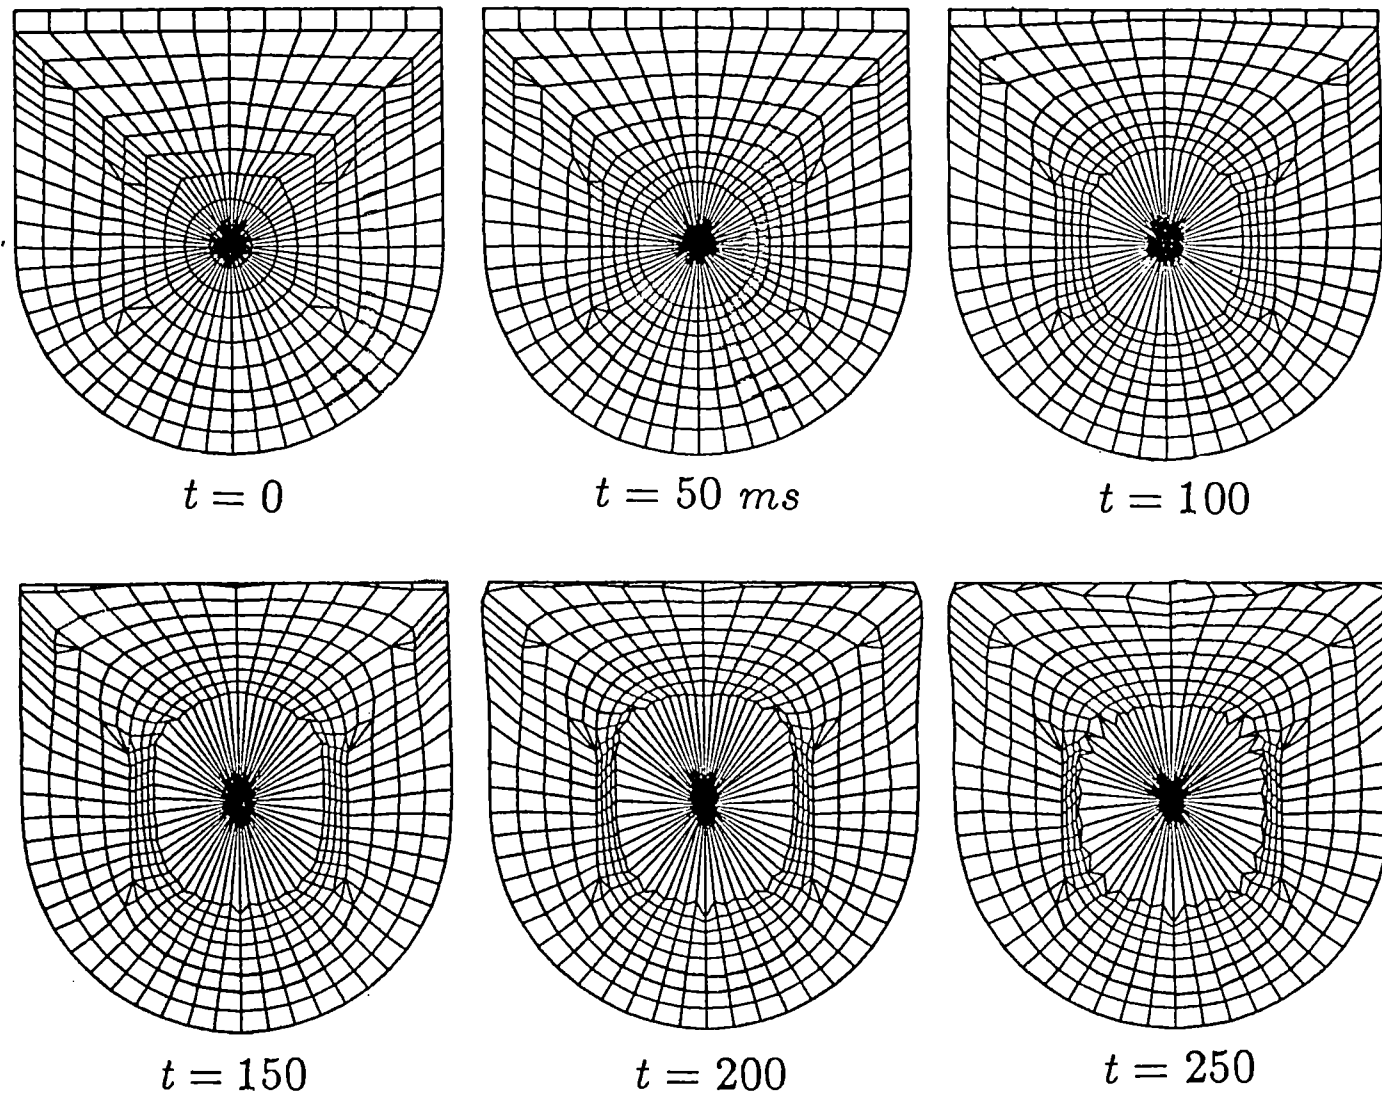 t = 0
t = 50 ms
t = 100
t = 150
t = 200
t = 250